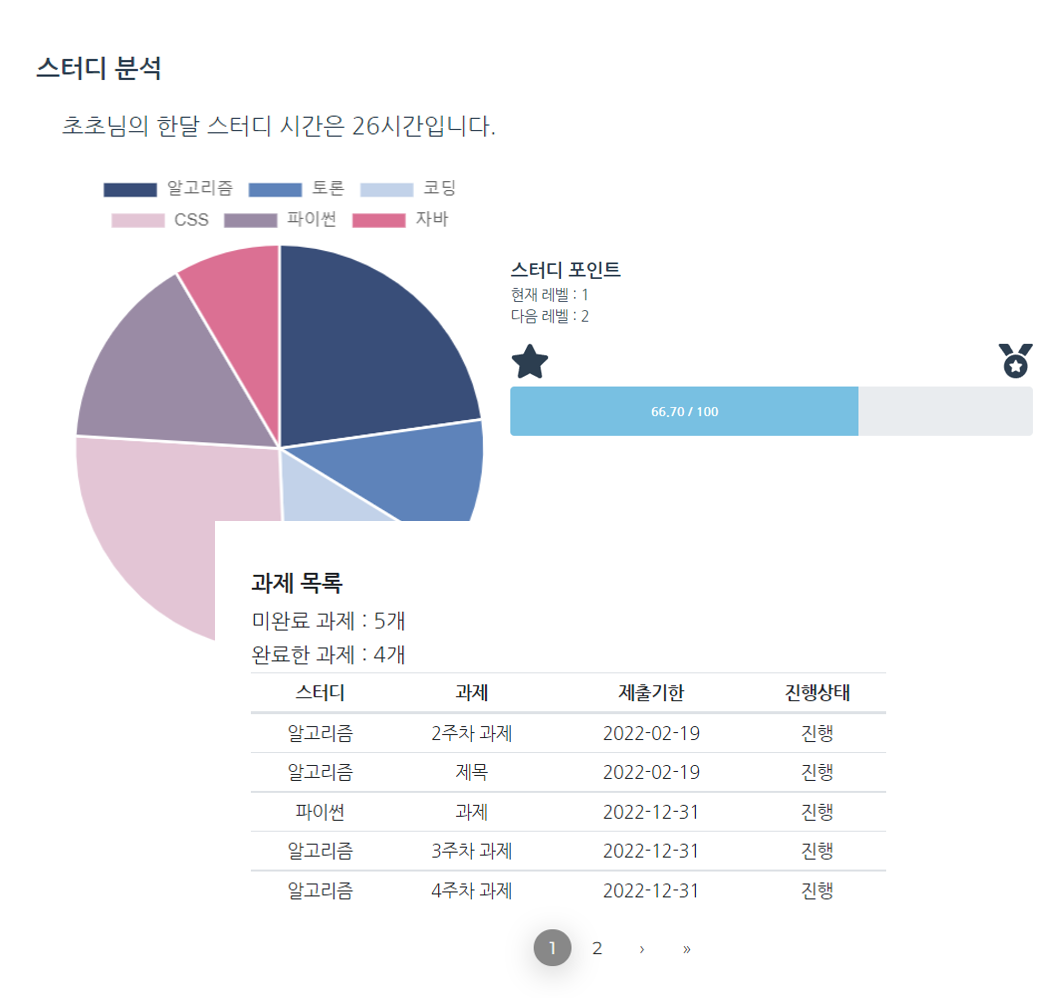 스터디 분석
초초님의 한달 스터디 시간은 26시간입니다.
알고리즘 토론 코딩
CSS 파이썬 자바
스터디 포인트
현재 레벨 : 1
다음 레벨 : 2
66.70 / 100
과제 목록
미완료 과제 : 5개
완료한 과제 : 4개
스터디 과제 제출기한 진행상태
알고리즘 2주차 과제 2022-02-19 진행
알고리즘 제목 2022-02-19 진행
파이썬 과제 2022-12-31 진행
알고리즘 3주차 과제 2022-12-31 진행
알고리즘 4주차 과제 2022-12-31 진행
1 2 › »